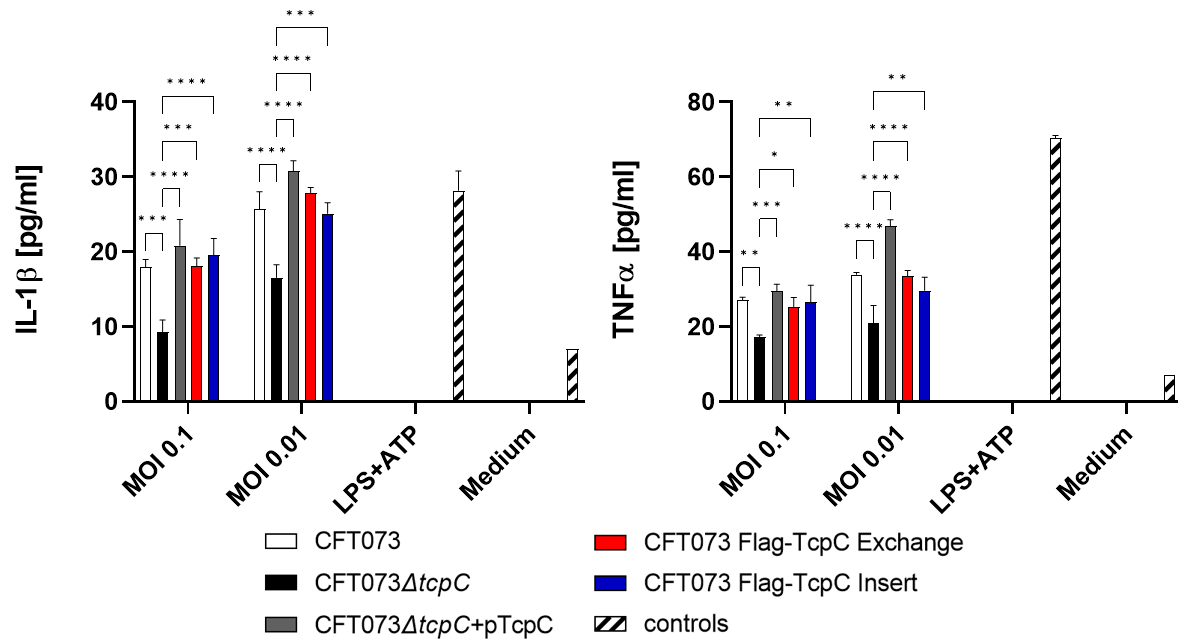 * * *
* * * *
* * * *
* * * *
* * * *
* * *
* * * *
* * *
40
30
20
10
0
IL-1β [pg/ml]
MOI 0.1
MOI 0.01
LPS+ATP
Medium
* *
* * * *
* * * *
* * * *
* *
*
* * *
* *
80
60
40
20
0
TNFα [pg/ml]
MOI 0.1
MOI 0.01
LPS+ATP
Medium
CFT073
CFT073ΔtcpC
CFT073ΔtcpC+pTcpC
CFT073 Flag-TcpC Exchange
CFT073 Flag-TcpC Insert
controls